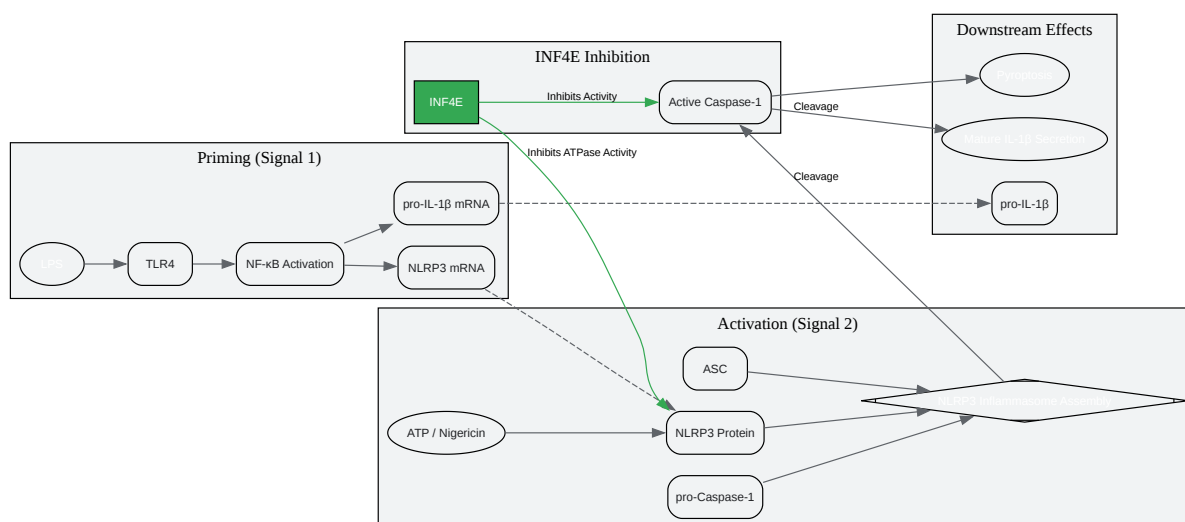 Downstream Effects
INF4E Inhibition
Pyroptosis
INF4E
Inhibits Activity
Active Caspase-1
Cleavage
Mature IL-1β Secretion
Inhibits ATPase Activity
Priming (Signal 1)
Cleavage
pro-IL-1β mRNA
pro-IL-1β
LPS
TLR4
NF-κB Activation
NLRP3 mRNA
Activation (Signal 2)
ASC
NLRP3 Inflammasome Assembly
ATP / Nigericin
NLRP3 Protein
pro-Caspase-1